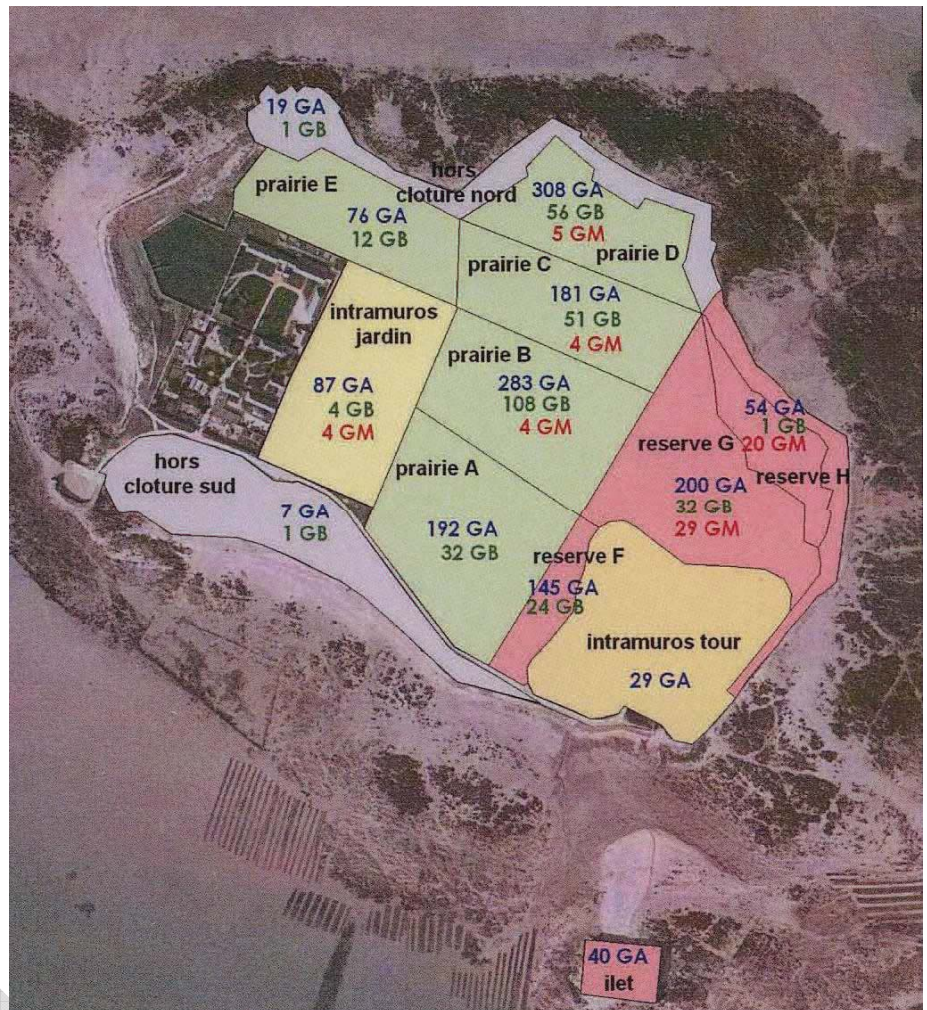 19 GA
1 GB
prairie E
76 GA
12 GB
hors
cloture nord
308 GA
56 GB
5 GM
prairie D
prairie C
181 GA
51 GB
4 GM
intramuros
jardin
87 GA
4 GB
4 GM
prairie B
283 GA
108 GB
4 GM
54 GA
1 GB
20 GM
reserve G
reserve H
200 GA
32 GB
29 GM
hors
cloture sud
7 GA
1 GB
prairie A
192 GA
32 GB
reserve F
145 GA
24 GB
intramuros tour
29 GA
40 GA
ilet